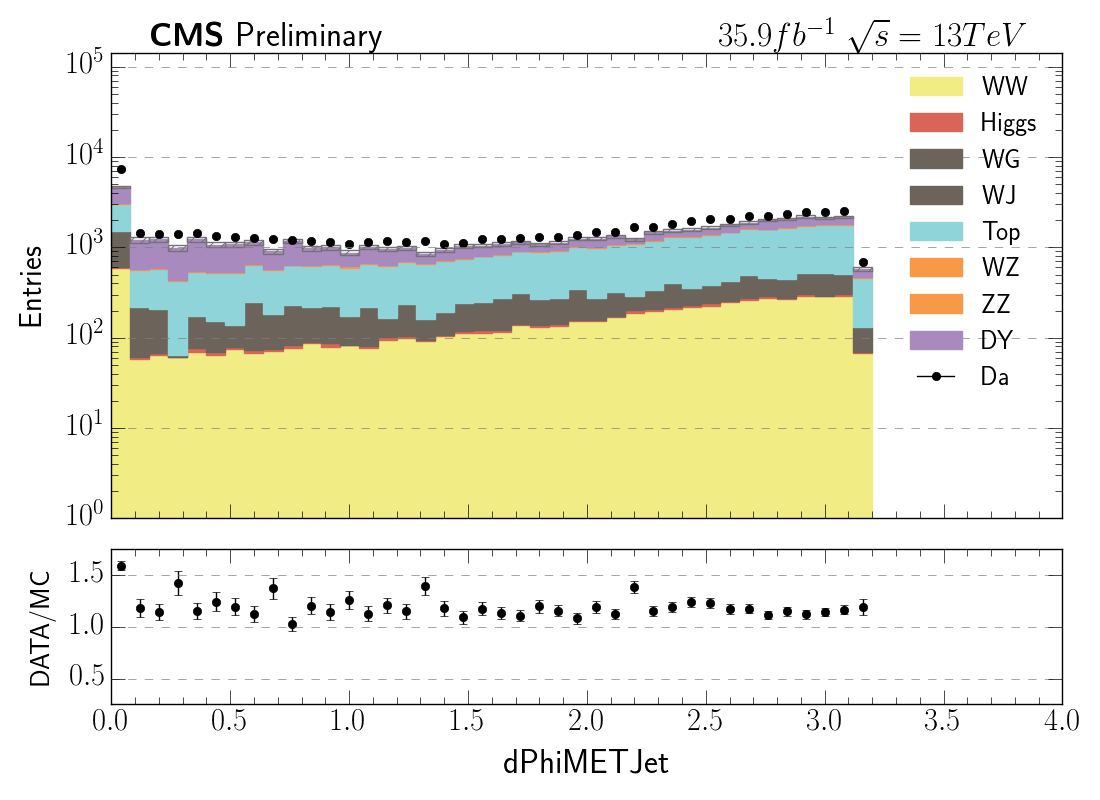 CMS Preliminary
35.9fb⁻¹ √s = 13TeV
Entries
10⁵
10⁴
10³
10²
10¹
10⁰
WW
Higgs
WG
WJ
Top
WZ
ZZ
DY
Da
DATA/MC
1.5
1.0
0.5
0.0 0.5 1.0 1.5 2.0 2.5 3.0 3.5 4.0
dPhiMETJet